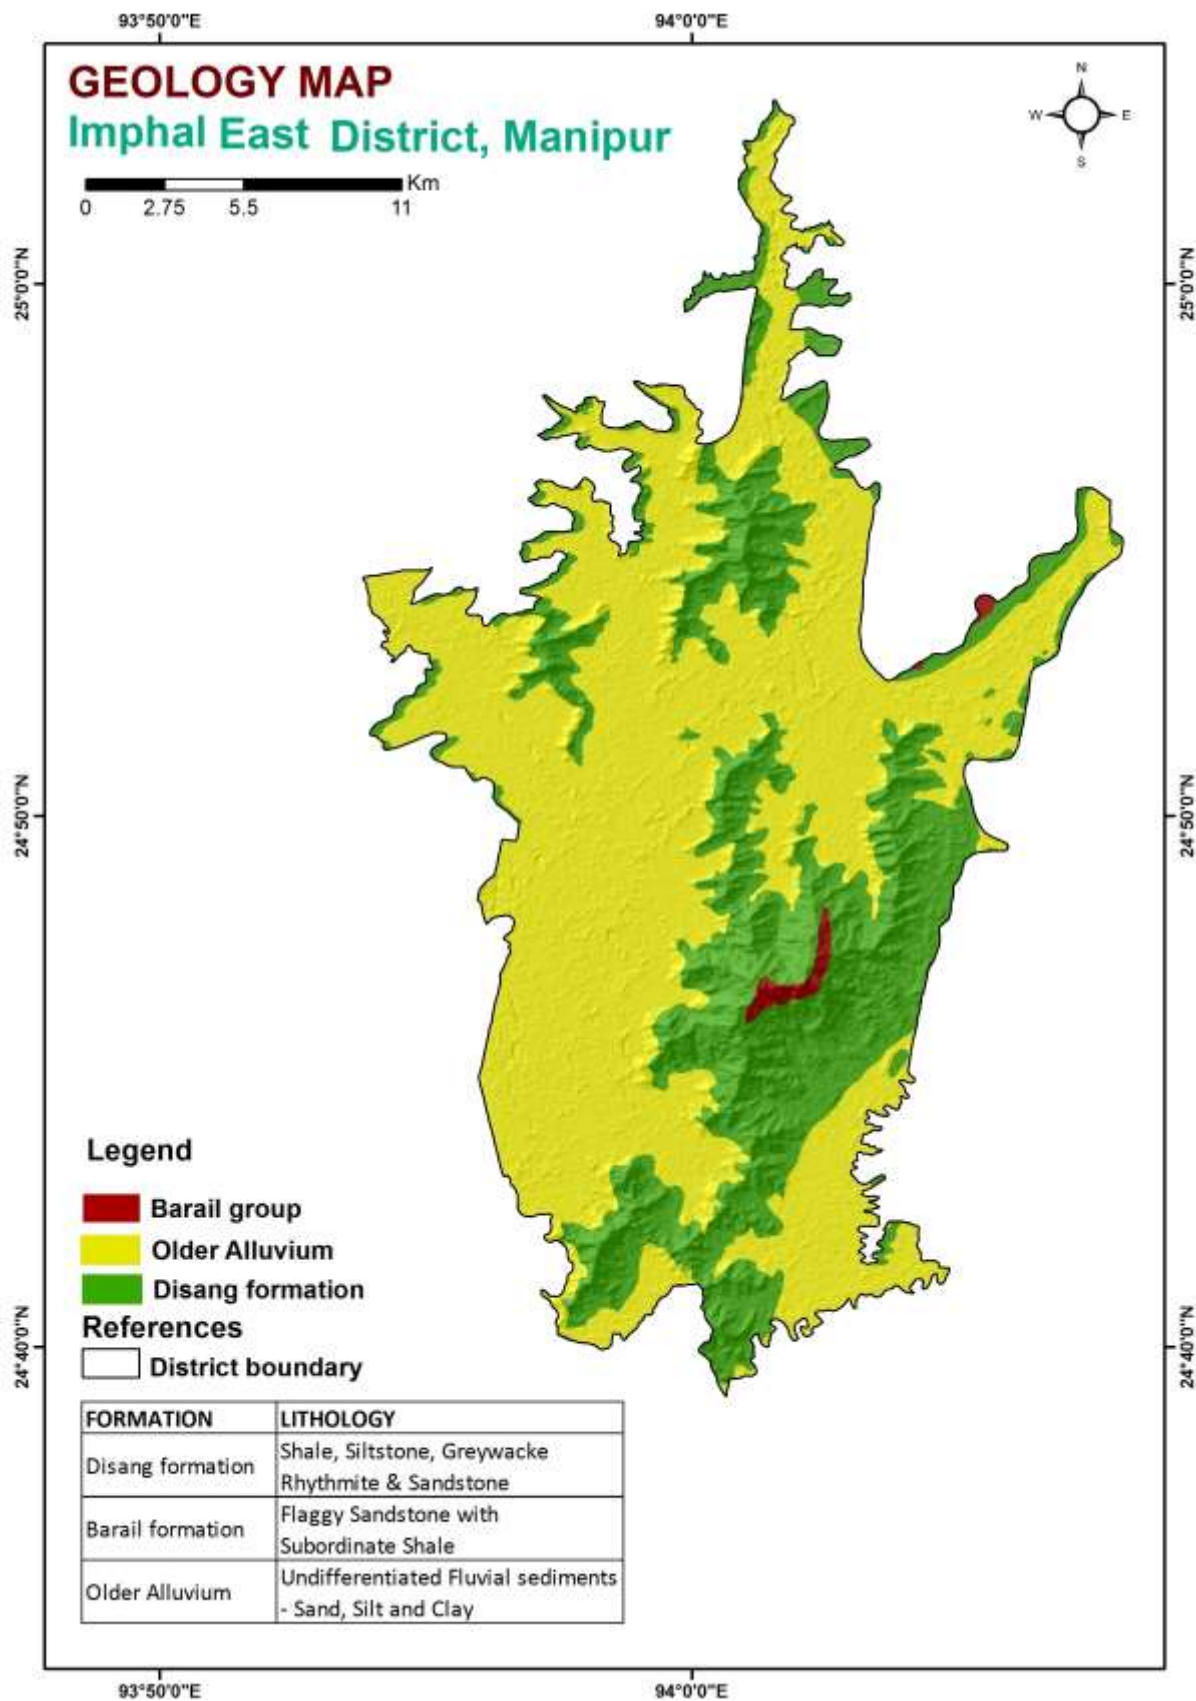 93°50'0"E 94°0'0"E
GEOLOGY MAP
Imphal East District, Manipur
N
W E
S
Km
0 2.75 5.5 11
25°0'0"N 25°0'0"N
24°50'0"N 24°50'0"N
Legend
Barail group
Older Alluvium
Disang formation
References
24°40'0"N 24°40'0"N
District boundary
FORMATION LITHOLOGY
Disang formation Shale, Siltstone, Greywacke
Rhythmite & Sandstone
Barail formation Flaggy Sandstone with
Subordinate Shale
Older Alluvium Undifferentiated Fluvial sediments
- Sand, Silt and Clay
93°50'0"E 94°0'0"E